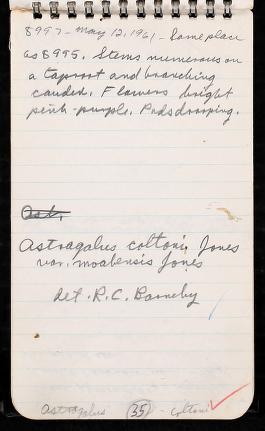 8997 - May 12, 1961 - Same place
as 8995. Stems numerous on
a taproot and branching
caudex. Flowers bright
pink-purple. Pods drooping.
Ast.
Astragalus coltoni Jones
var. moabensis Jones
det. R. C. Barneby
Astragalus (35) - coltoni